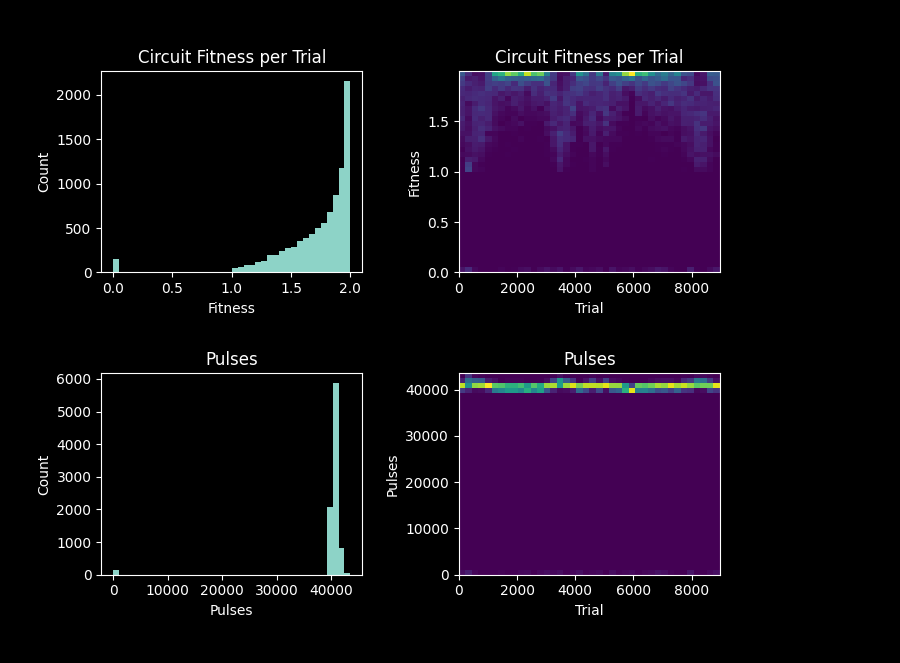 Circuit Fitness per Trial
Count
2000
1500
1000
500
0
0.0 0.5 1.0 1.5 2.0
Fitness
Circuit Fitness per Trial
Fitness
1.5
1.0
0.5
0.0
0 2000 4000 6000 8000
Trial
Pulses
Count
6000
5000
4000
3000
2000
1000
0
0 10000 20000 30000 40000
Pulses
Pulses
Pulses
40000
30000
20000
10000
0
0 2000 4000 6000 8000
Trial